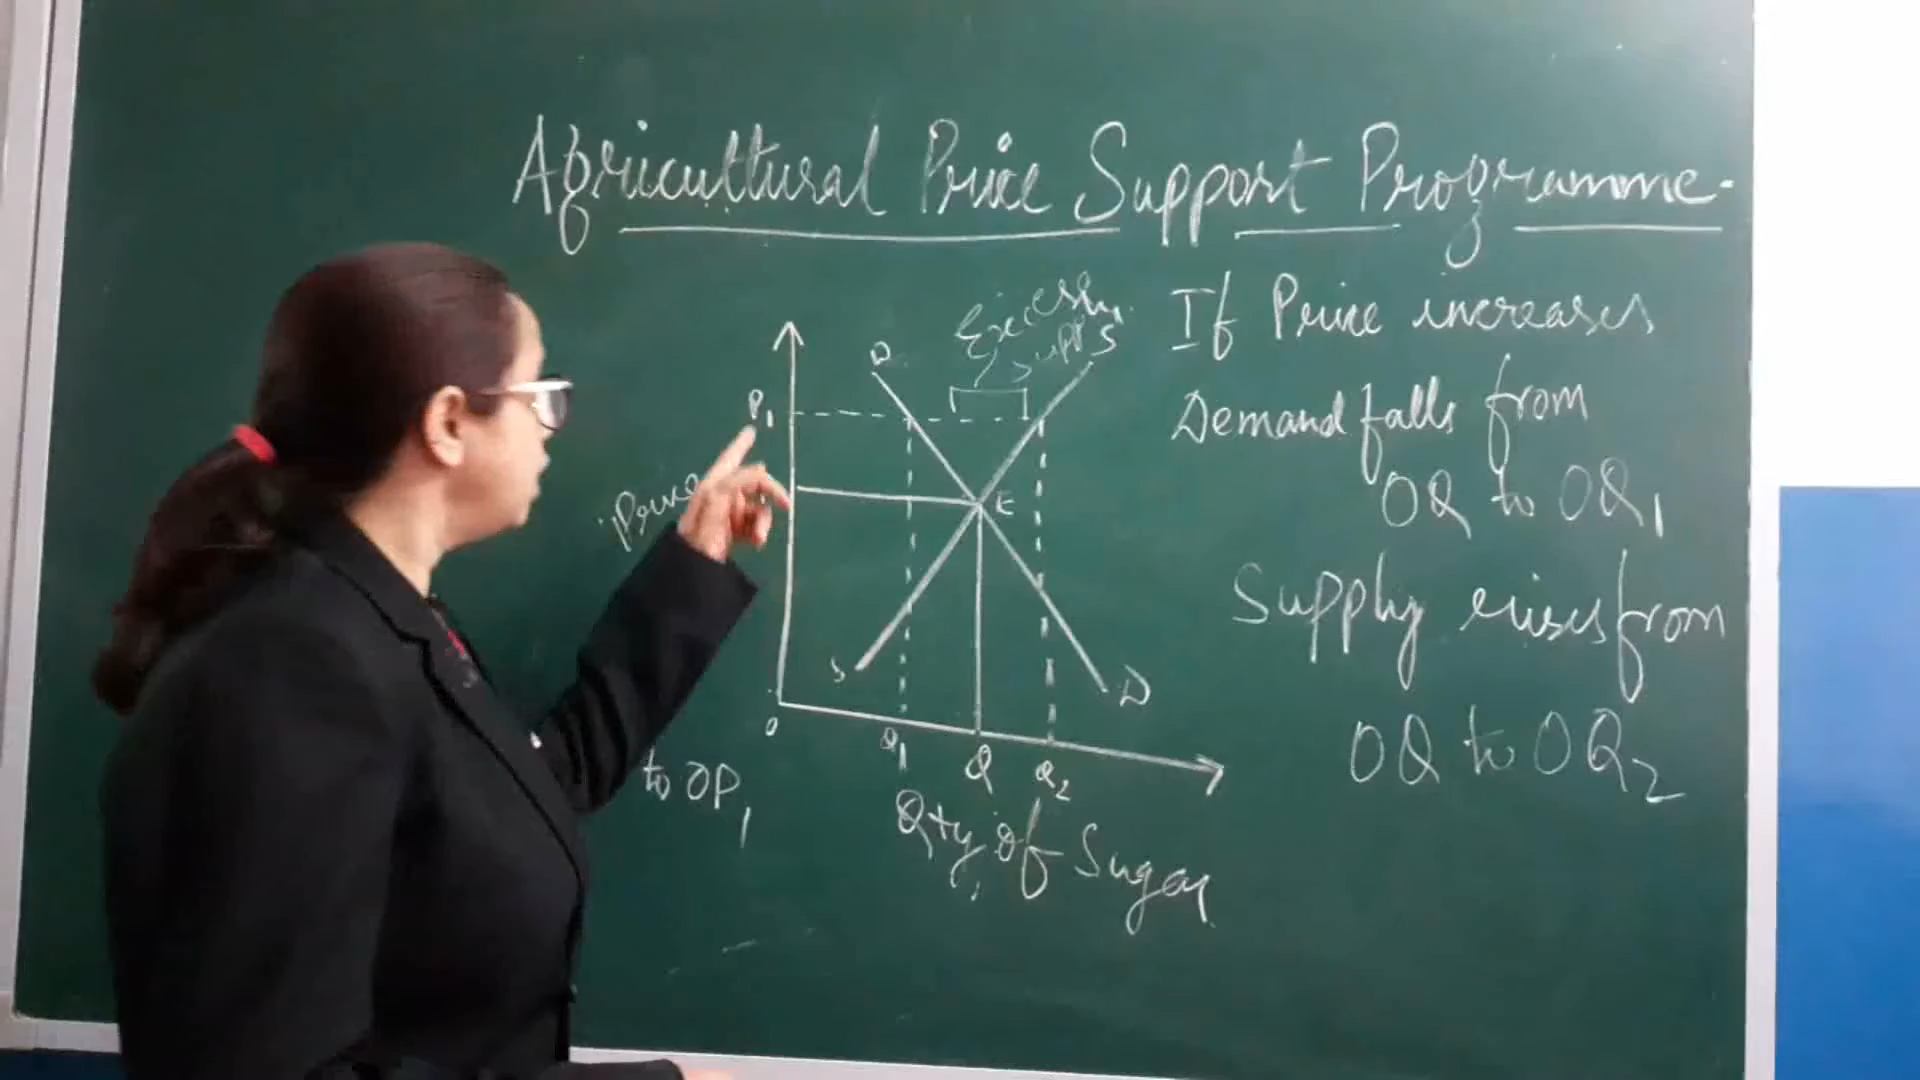 Agricultural Price Support Programme.
Excess
Supply
If Price increases
Demand falls from
OQ to OQ1
Supply rises from
OQ to OQ2
D
S
P1
Price
E
S
D
O
Q1
Q
Q2
to OP1
Qty of Sugar